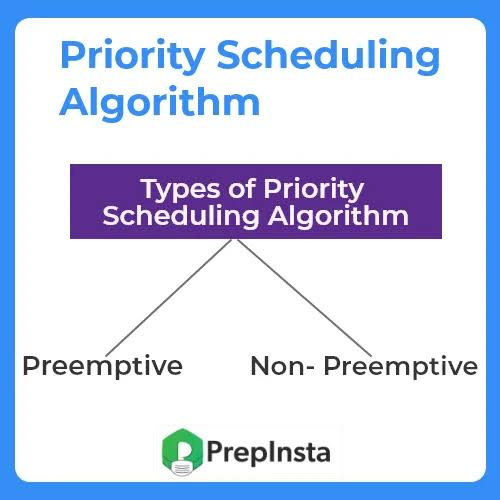 Priority Scheduling
Algorithm
Types of Priority
Scheduling Algorithm
Preemptive
Non- Preemptive
PrepInsta